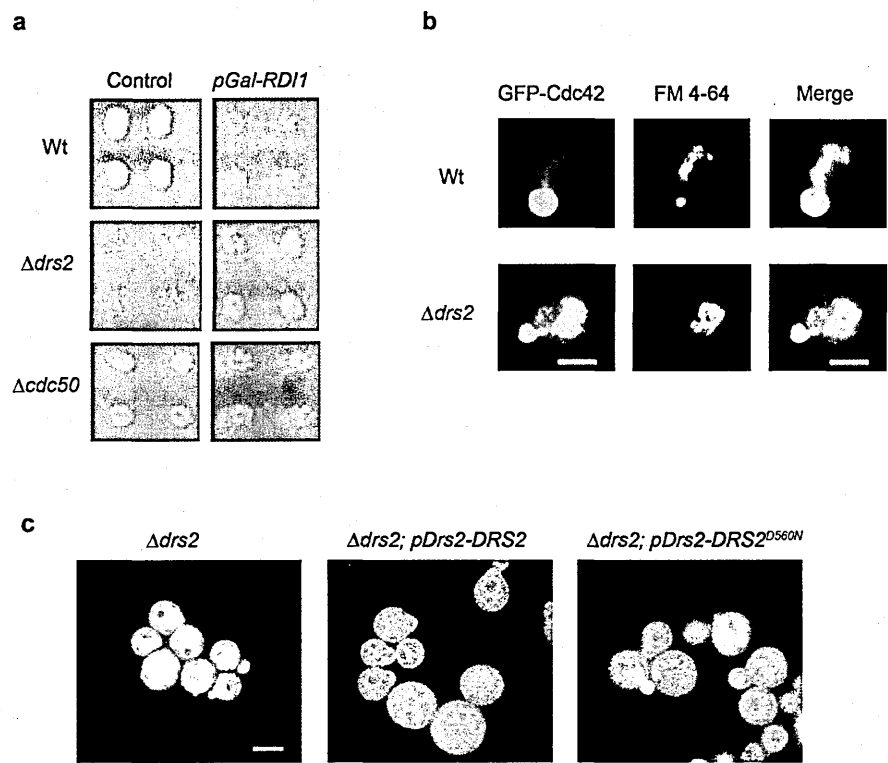 a
Control pGal-RDI1
Wt
Δdrs2
Δcdc50
b
GFP-Cdc42 FM 4-64 Merge
Wt
Δdrs2
c
Δdrs2 Δdrs2; pDrs2-DRS2 Δdrs2; pDrs2-DRS2D560N